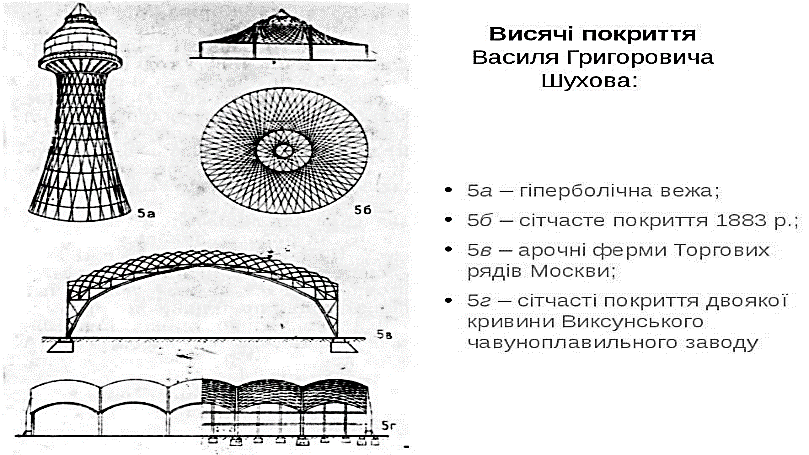 Висячі покриття
Василя Григоровича
Шухова:
5а
5б
5в
5г
• 5а – гіперболічна вежа;
• 5б – сітчасте покриття 1883 р.;
• 5в – арочні ферми Торгових
рядів Москви;
• 5г – сітчасті покриття двоякої
кривини Виксунського
чавуноплавильного заводу